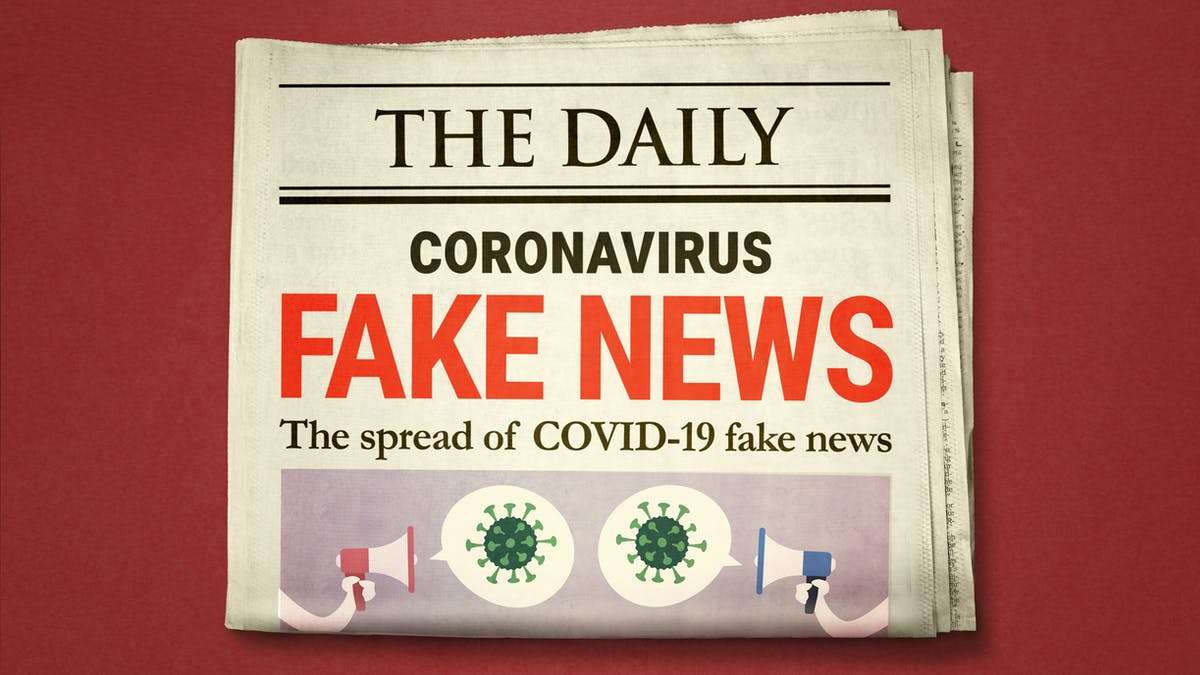 THE DAILY
CORONAVIRUS
FAKE NEWS
The spread of COVID-19 fake news